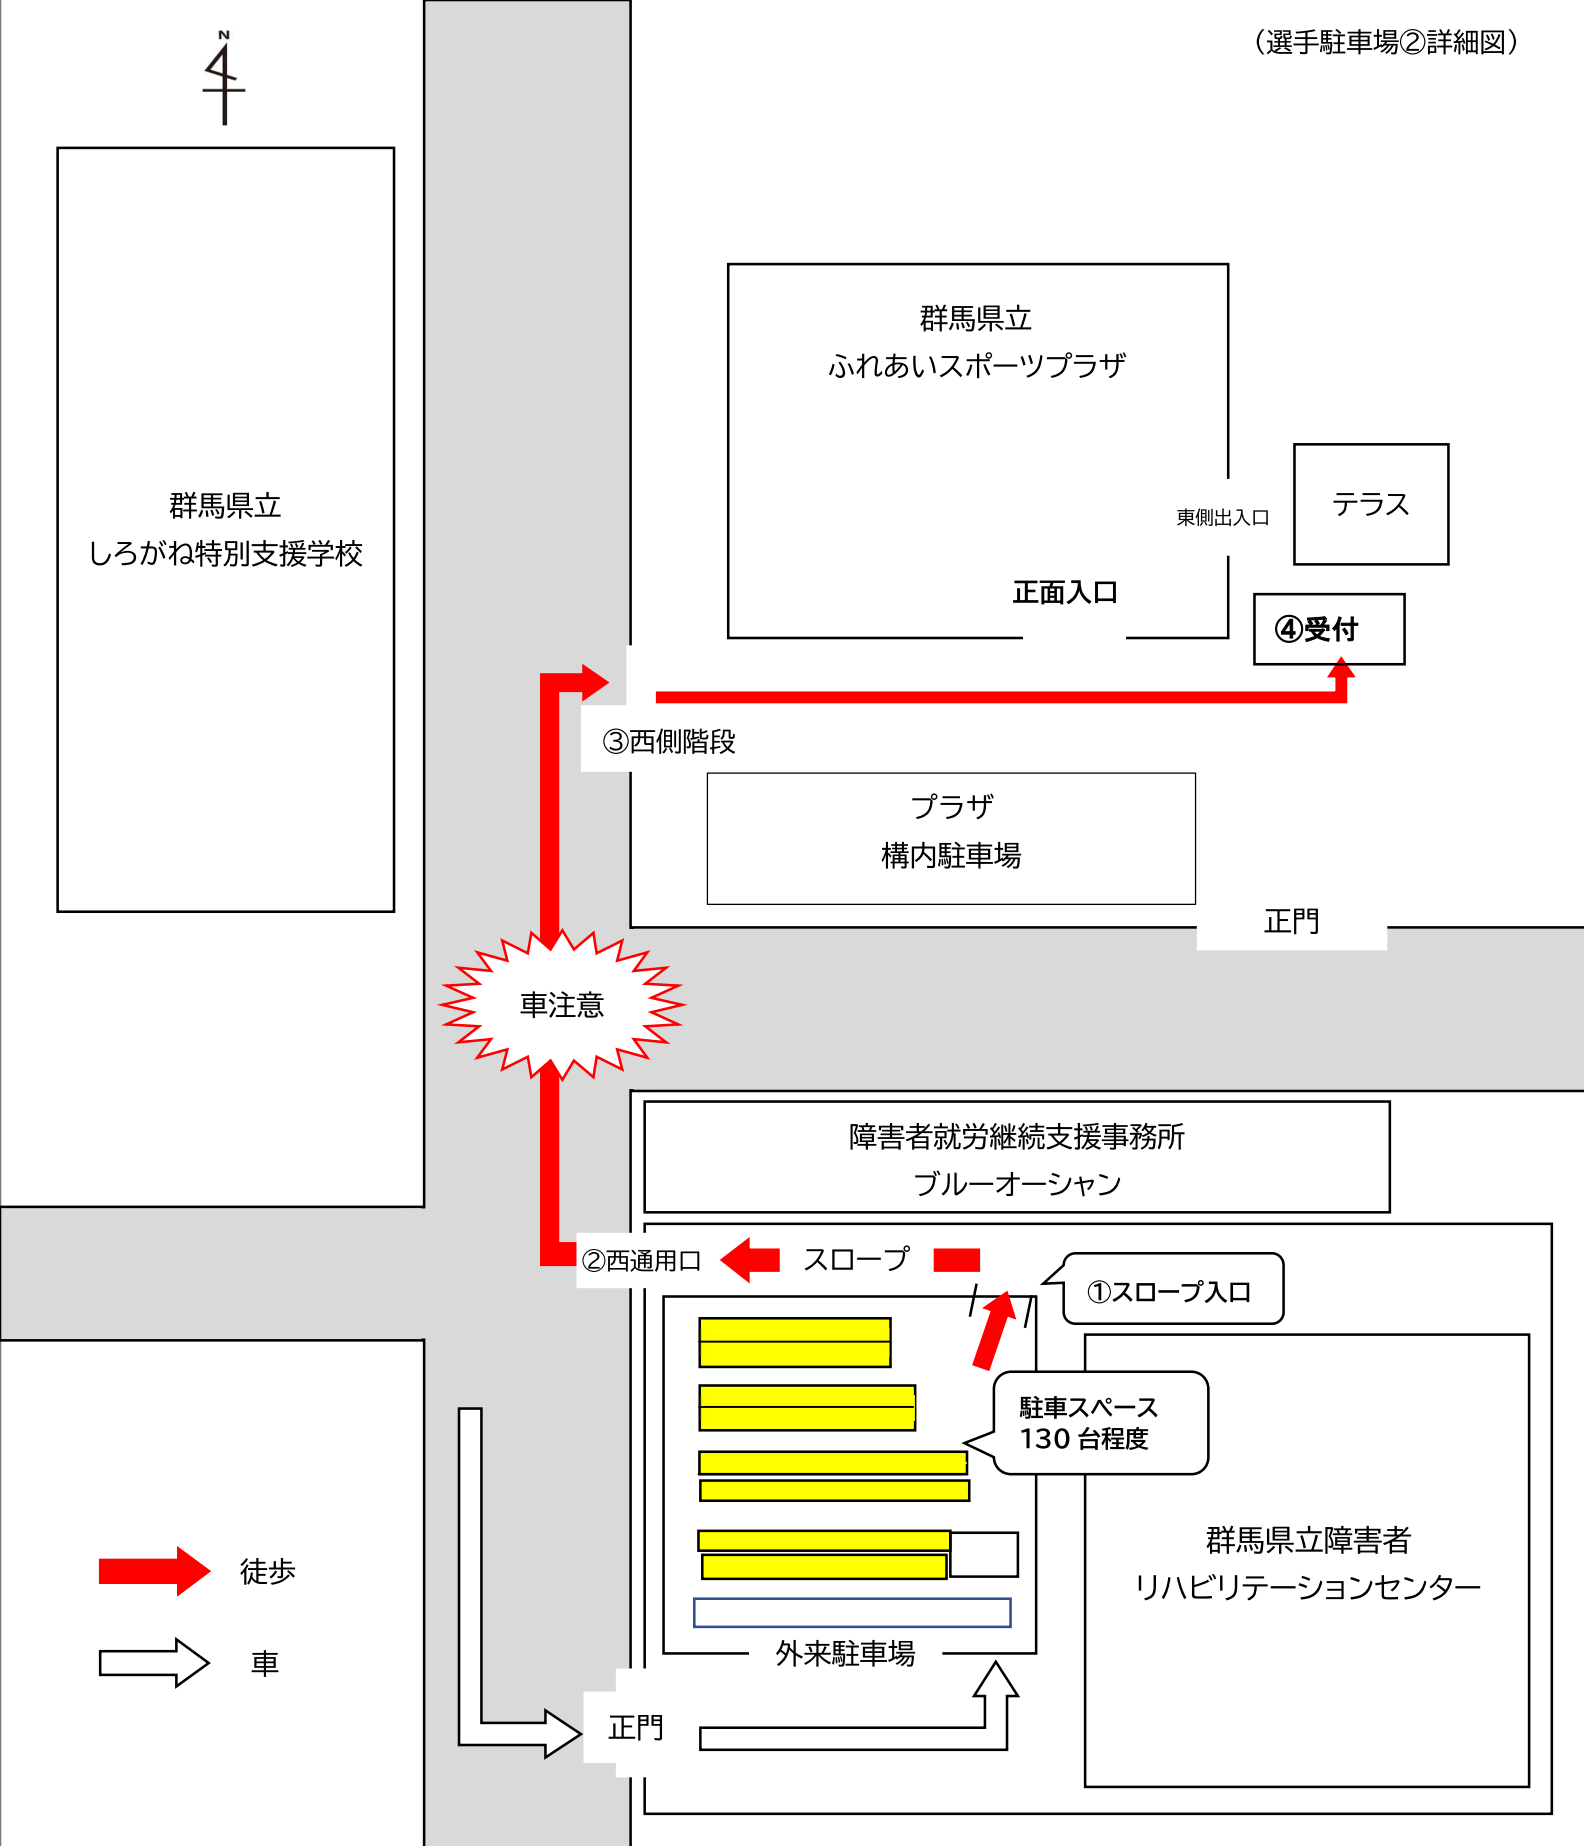 N
（選手駐車場②詳細図）
群馬県立
ふれあいスポーツプラザ
群馬県立
しろがね特別支援学校
東側出入口
テラス
正面入口
④受付
③西側階段
プラザ
構内駐車場
正門
車注意
障害者就労継続支援事務所
ブルーオーシャン
②西通用口
スロープ
①スロープ入口
駐車スペース
130 台程度
群馬県立障害者
リハビリテーションセンター
徒歩
車
外来駐車場
正門